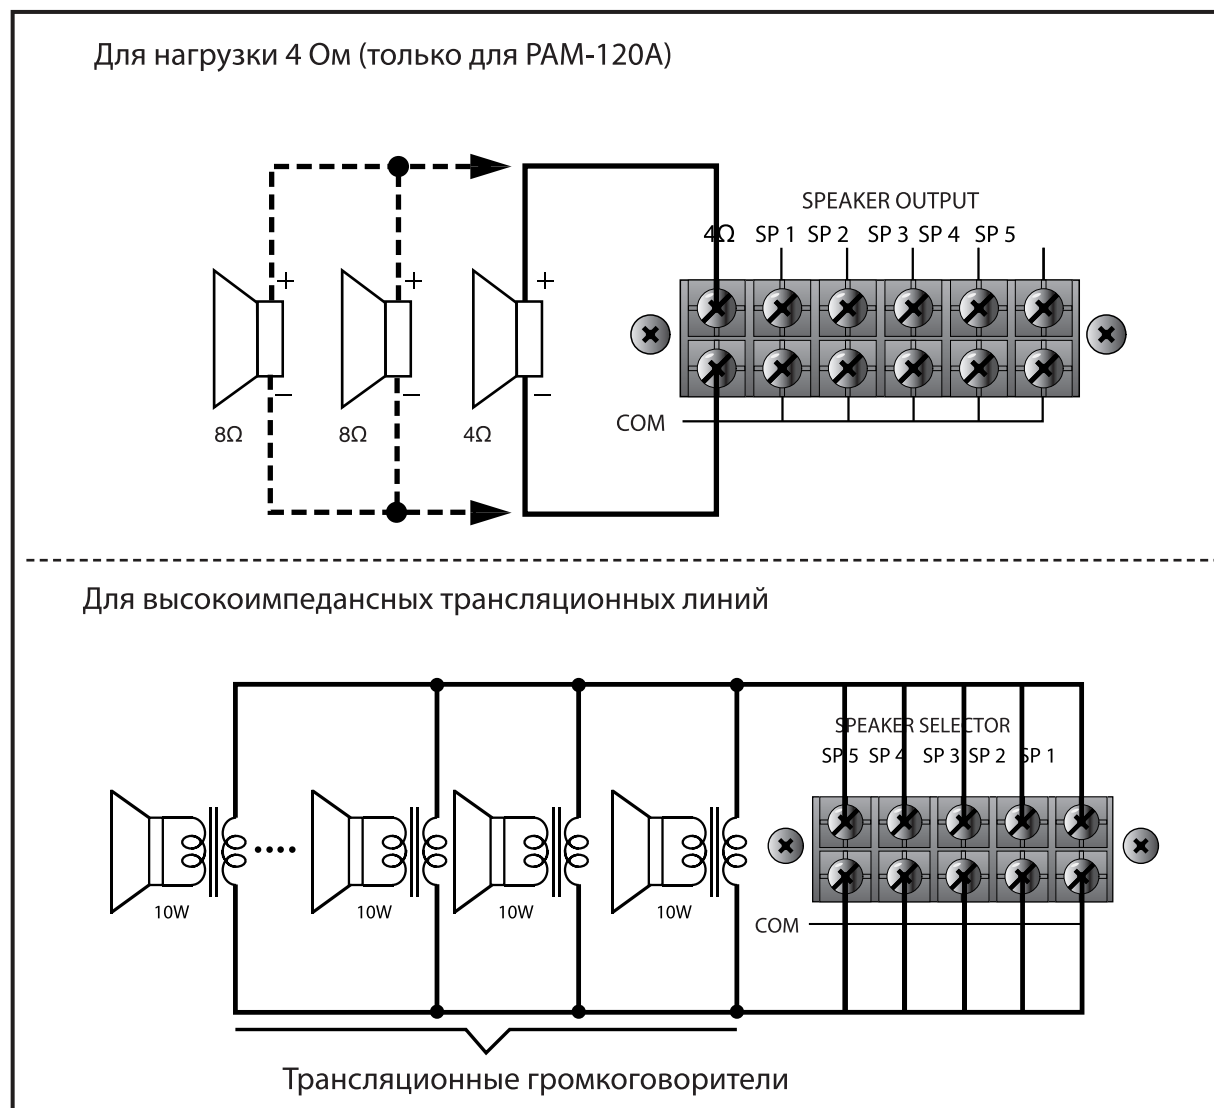 Для нагрузки 4 Ом (только для PAM-120A)
SPEAKER OUTPUT
4Ω SP 1 SP 2 SP 3 SP 4 SP 5
+ + +
− − −
COM
8Ω 8Ω 4Ω
Для высокоимпедансных трансляционных линий
SPEAKER SELECTOR
SP 5 SP 4 SP 3 SP 2 SP 1
10W 10W 10W 10W
COM
Трансляционные громкоговорители